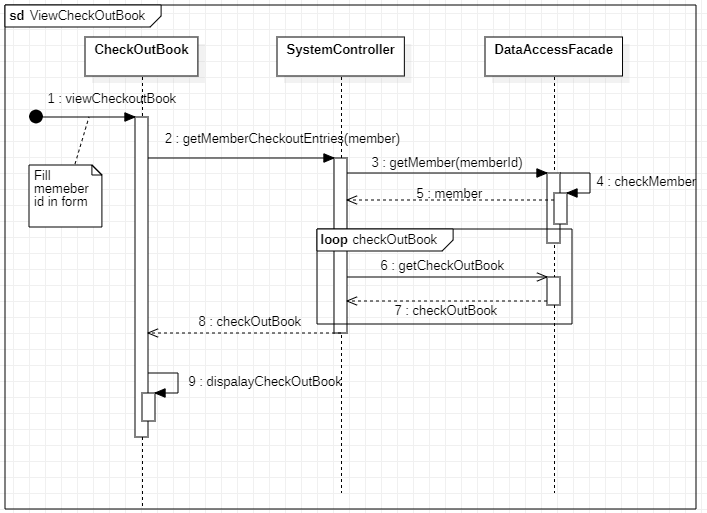 sd ViewCheckOutBook
CheckOutBook
SystemController
DataAccessFacade
1 : viewCheckoutBook
2 : getMemberCheckoutEntries(member)
3 : getMember(memberId)
4 : checkMember
Fill
memeber
id in form
5 : member
loop checkOutBook
6 : getCheckOutBook
7 : checkOutBook
8 : checkOutBook
9 : dispalayCheckOutBook